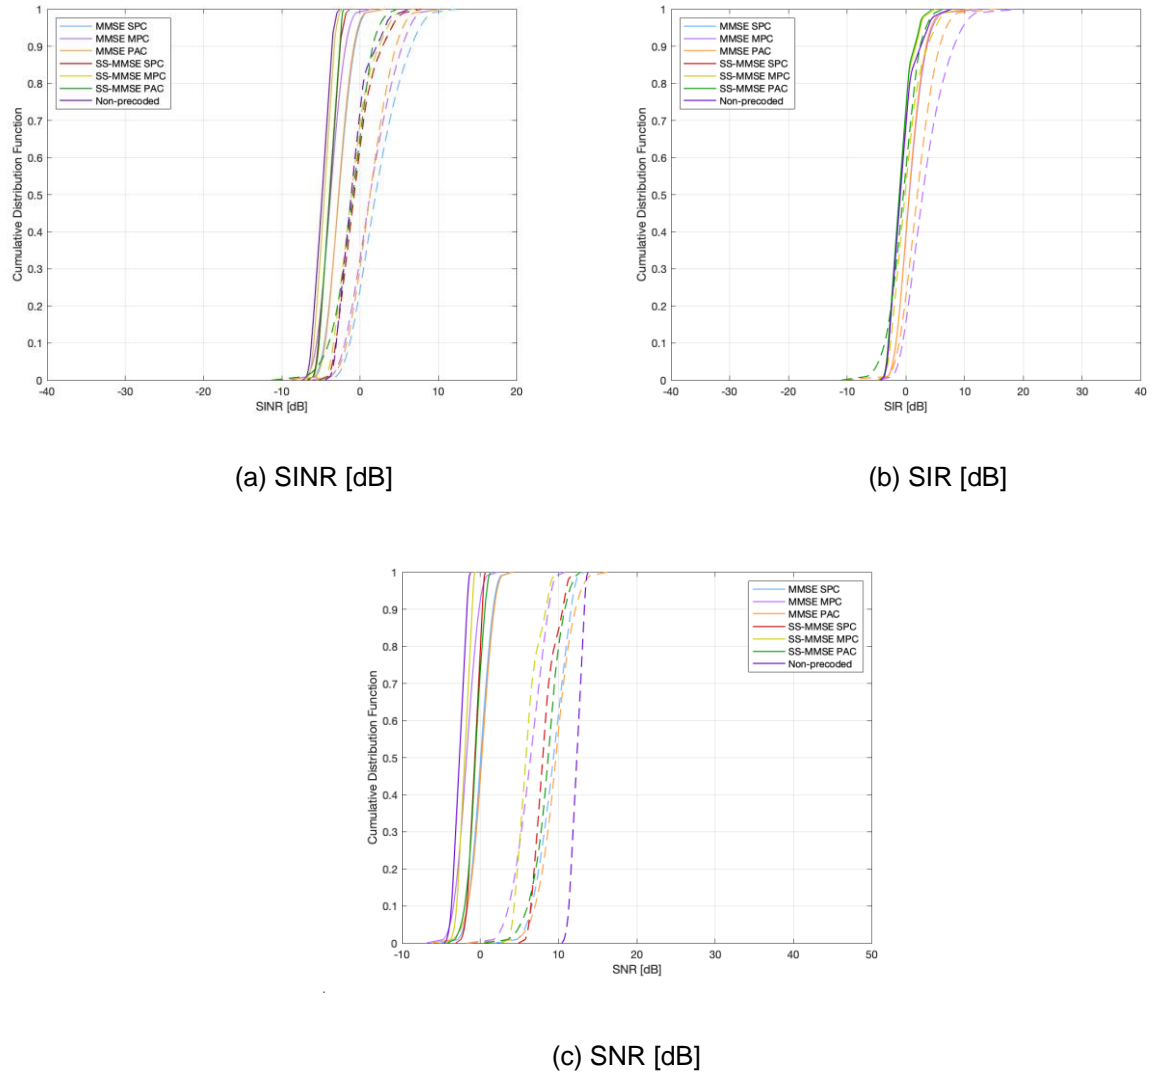 MMSE SPC
MMSE MPC
MMSE PAC
SS-MMSE SPC
SS-MMSE MPC
SS-MMSE PAC
Non-precoded
Cumulative Distribution Function
1
0.9
0.8
0.7
0.6
0.5
0.4
0.3
0.2
0.1
0
-40 -30 -20 -10 0 10 20
SINR [dB]
(a) SINR [dB]
MMSE SPC
MMSE MPC
MMSE PAC
SS-MMSE SPC
SS-MMSE MPC
SS-MMSE PAC
Non-precoded
Cumulative Distribution Function
1
0.9
0.8
0.7
0.6
0.5
0.4
0.3
0.2
0.1
0
-40 -30 -20 -10 0 10 20 30 40
SIR [dB]
(b) SIR [dB]
MMSE SPC
MMSE MPC
MMSE PAC
SS-MMSE SPC
SS-MMSE MPC
SS-MMSE PAC
Non-precoded
Cumulative Distribution Function
1
0.9
0.8
0.7
0.6
0.5
0.4
0.3
0.2
0.1
0
-10 0 10 20 30 40 50
SNR [dB]
.
(c) SNR [dB]